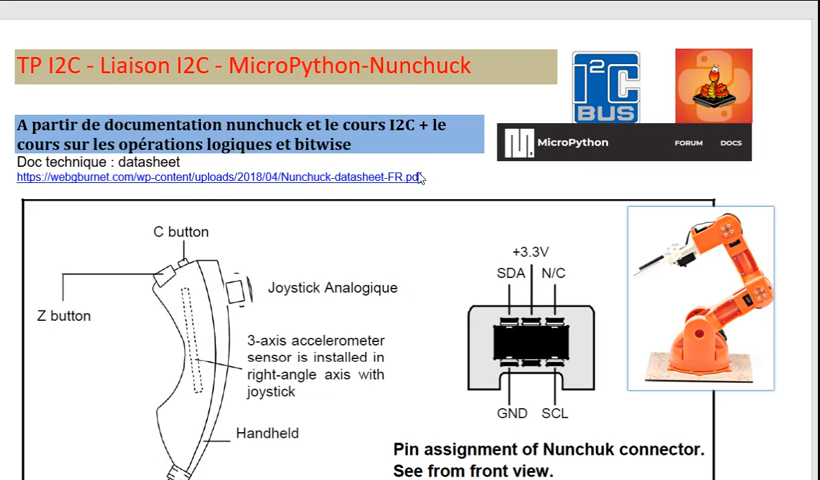 TP I2C - Liaison I2C - MicroPython-Nunchuck
I²C
BUS
A partir de documentation nunchuck et le cours I2C + le
cours sur les opérations logiques et bitwise
MicroPython
FORUM DOCS
Doc technique : datasheet
https://webgburnet.com/wp-content/uploads/2018/04/Nunchuck-datasheet-FR.pdf
C button
Z button
Joystick Analogique
3-axis accelerometer
sensor is installed in
right-angle axis with
joystick
Handheld
+3.3V
SDA N/C
GND SCL
Pin assignment of Nunchuk connector.
See from front view.